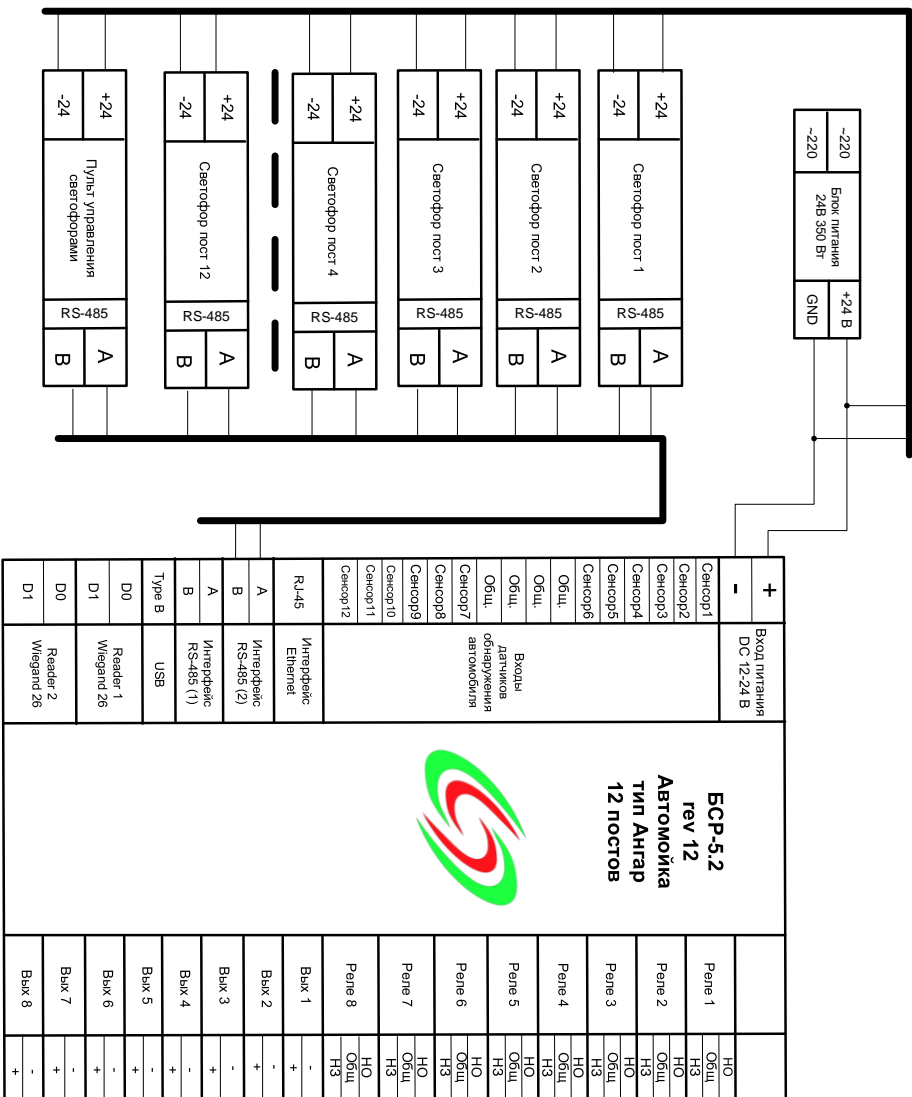 ~220
~220
Блок питания
24В 350 Вт
+24 В
GND
+24
-24
Светофор пост 1
RS-485
A
B
+24
-24
Светофор пост 2
RS-485
A
B
+24
-24
Светофор пост 3
RS-485
A
B
+24
-24
Светофор пост 4
RS-485
A
B
+24
-24
Светофор пост 12
RS-485
A
B
+24
-24
Пульт управления
светофорами
RS-485
A
B
+
-
Вход питания
DC 12-24 В
Сенсор1
Сенсор2
Сенсор3
Сенсор4
Сенсор5
Сенсор6
Общ.
Общ.
Общ.
Общ.
Сенсор7
Сенсор8
Сенсор9
Сенсор10
Сенсор11
Сенсор12
Входы
датчиков
обнаружения
автомобиля
RJ-45
Интерфейс
Ethernet
A
B
Интерфейс
RS-485 (2)
A
B
Интерфейс
RS-485 (1)
Type B
USB
D0
D1
Reader 1
Wiegand 26
D0
D1
Reader 2
Wiegand 26
БСР-5.2
rev 12
Автомойка
тип Ангар
12 постов
Реле 1
НО
Общ
НЗ
Реле 2
НО
Общ
НЗ
Реле 3
НО
Общ
НЗ
Реле 4
НО
Общ
НЗ
Реле 5
НО
Общ
НЗ
Реле 6
НО
Общ
НЗ
Реле 7
НО
Общ
НЗ
Реле 8
НО
Общ
НЗ
Вых 1
-
+
Вых 2
-
+
Вых 3
-
+
Вых 4
-
+
Вых 5
-
+
Вых 6
-
+
Вых 7
-
+
Вых 8
-
+